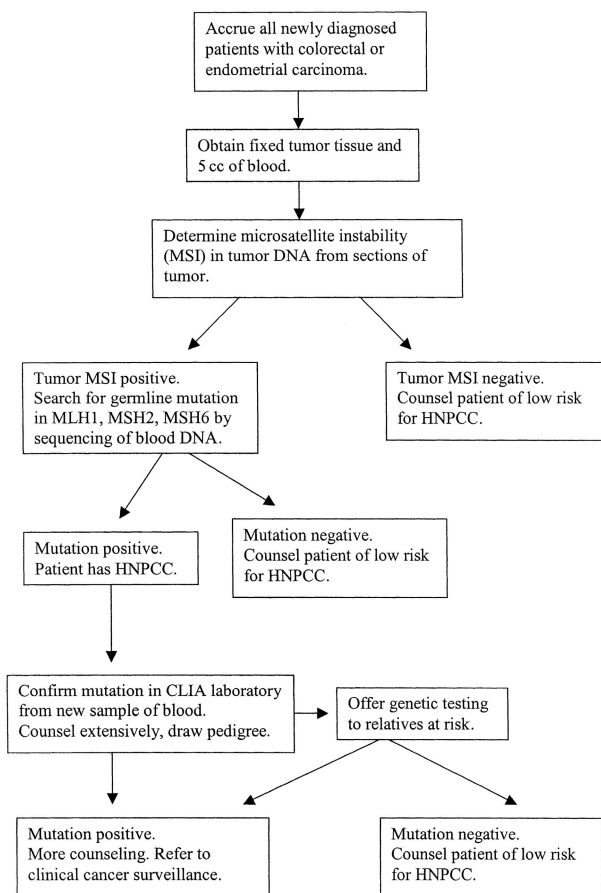 Accrue all newly diagnosed
patients with colorectal or
endometrial carcinoma.
Obtain fixed tumor tissue and
5 cc of blood.
Determine microsatellite instability
(MSI) in tumor DNA from sections of
tumor.
Tumor MSI positive.
Search for germline mutation
in MLH1, MSH2, MSH6 by
sequencing of blood DNA.
Tumor MSI negative.
Counsel patient of low risk
for HNPCC.
Mutation positive.
Patient has HNPCC.
Mutation negative.
Counsel patient of low risk
for HNPCC.
Confirm mutation in CLIA laboratory
from new sample of blood.
Counsel extensively, draw pedigree.
Offer genetic testing
to relatives at risk.
Mutation positive.
More counseling. Refer to
clinical cancer surveillance.
Mutation negative.
Counsel patient of low risk
for HNPCC.